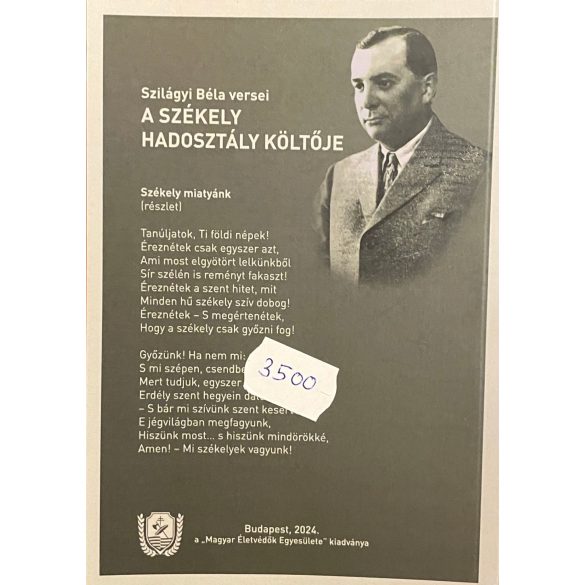 Szilágyi Béla versei
A SZÉKELY
HADOSZTÁLY KÖLTŐJE
Székely miatyánk
(részlet)
Tanúljatok, Ti földi népek!
Éreznétek csak egyszer azt,
Ami most elgyötört lelkünkből
Sír szélén is reményt fakaszt!
Éreznétek a szent hitet, mit
Minden hű székely szív dobog!
Éreznétek – S megértenétek,
Hogy a székely csak győzni fog!
Győzünk! Ha nem mi:
S mi szépen,
Mert tudjuk, egyszer
Erdély szent hegyein
– S bár mi szívünk szent
E jégvilágban megfagyunk,
Hiszünk most... s hiszünk mindörökké,
Amen! – Mi székelyek vagyunk!
3500
Budapest, 2024.
a „Magyar Életvédők Egyesülete” kiadványa